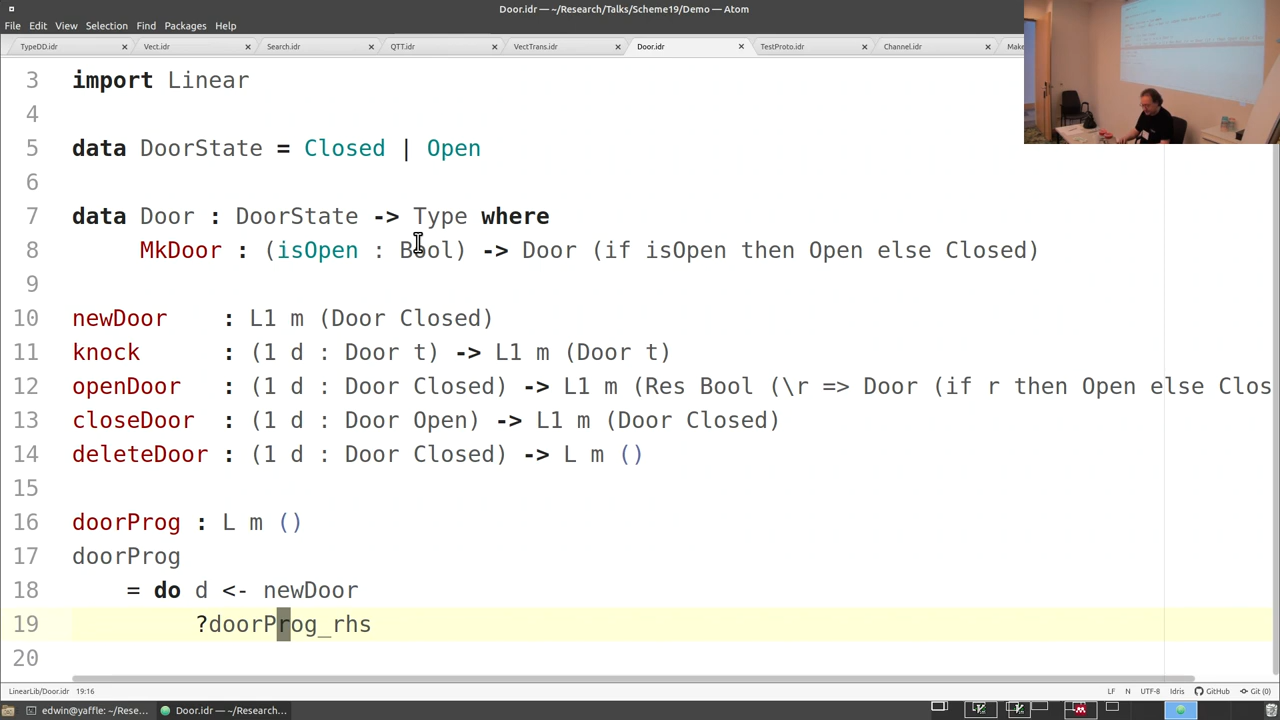 Door.idr — ~/Research/Talks/Scheme19/Demo — Atom
File Edit View Selection Find Packages Help
TypeDD.idr × Vect.idr × Search.idr × QTT.idr × VectTrans.idr × Door.idr × TestProto.idr × Channel.idr × Make
3 import Linear
4
5 data DoorState = Closed | Open
6
7 data Door : DoorState -> Type where
8 MkDoor : (isOpen : Bool) -> Door (if isOpen then Open else Closed)
9
10 newDoor : L1 m (Door Closed)
11 knock : (1 d : Door t) -> L1 m (Door t)
12 openDoor : (1 d : Door Closed) -> L1 m (Res Bool (\r => Door (if r then Open else Clos
13 closeDoor : (1 d : Door Open) -> L1 m (Door Closed)
14 deleteDoor : (1 d : Door Closed) -> L m ()
15
16 doorProg : L m ()
17 doorProg
18 = do d <- newDoor
19 ?doorProg_rhs
20
LinearLib/Door.idr 19:16 LF N UTF-8 Idris GitHub Git (0)
edwin@yaffle: ~/Rese... Door.idr — ~/Research...